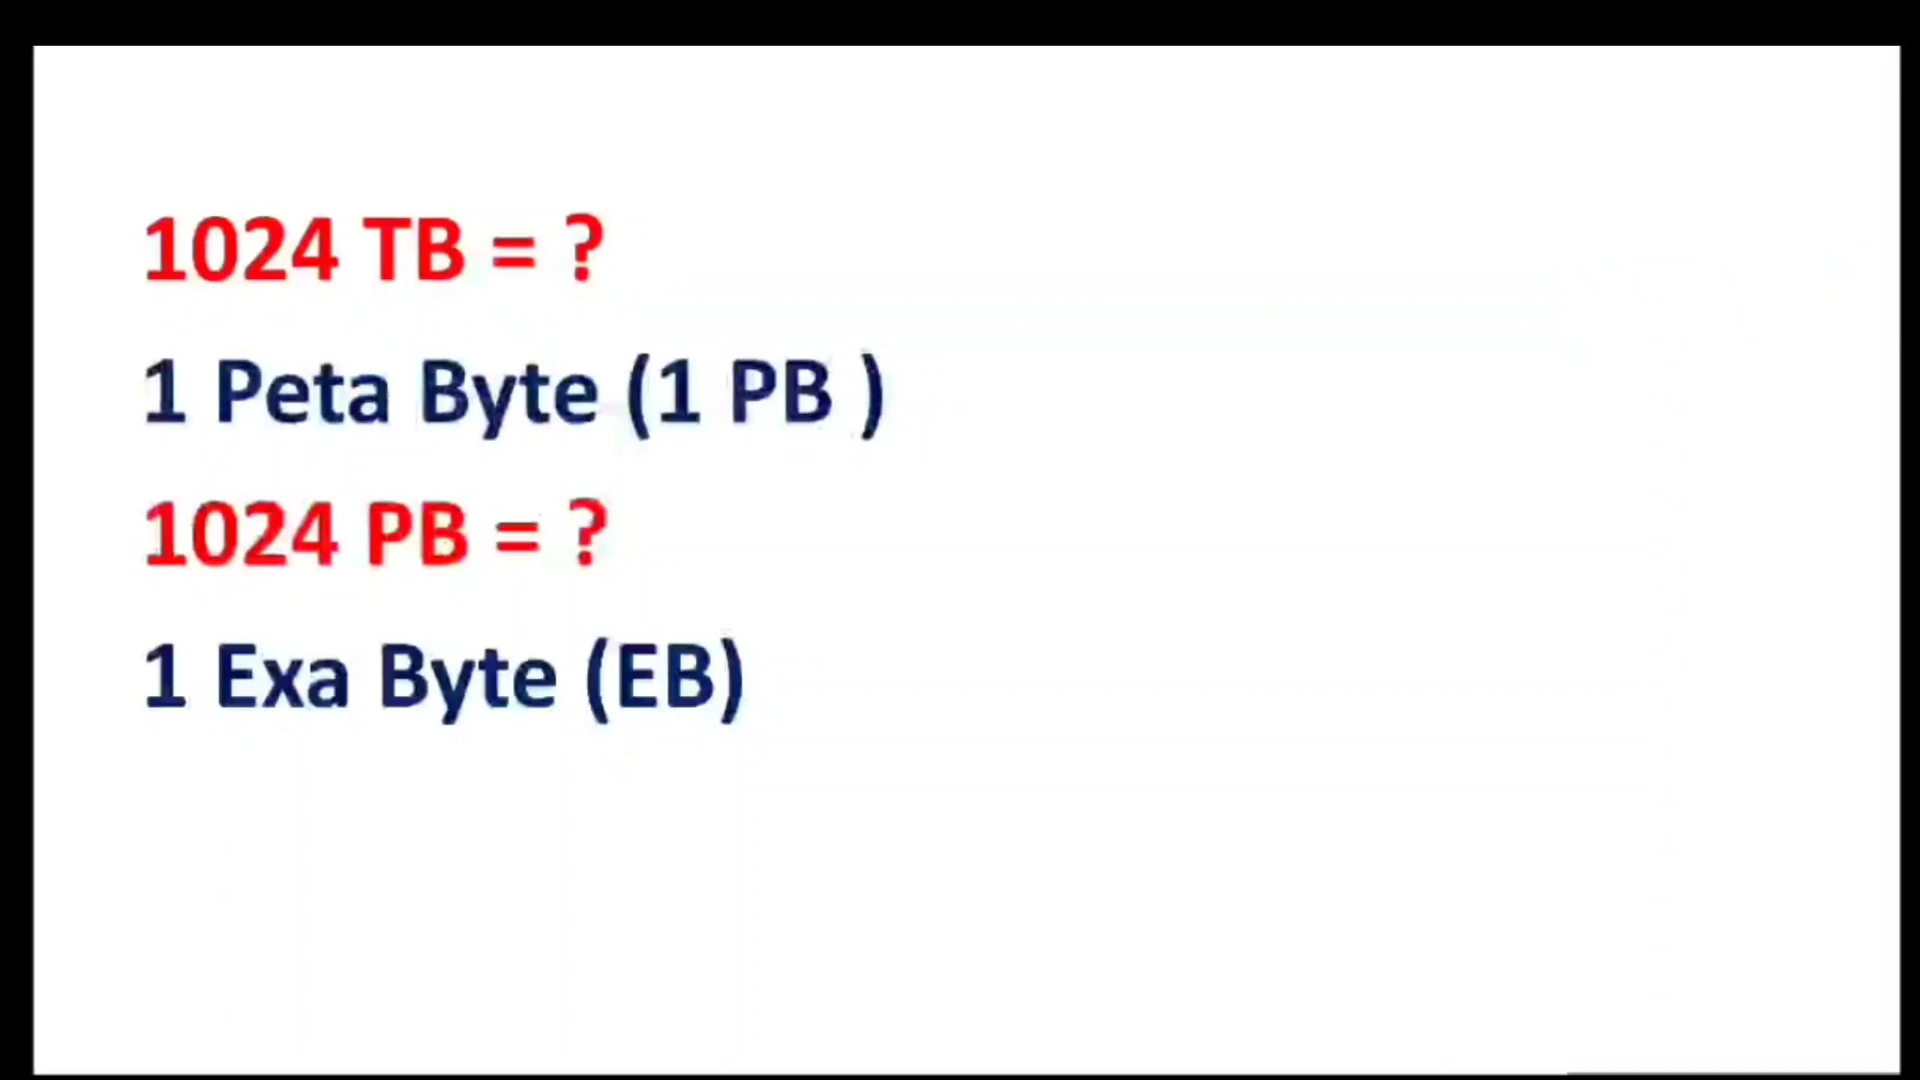 1024 TB = ?
1 Peta Byte (1 PB )
1024 PB = ?
1 Exa Byte (EB)